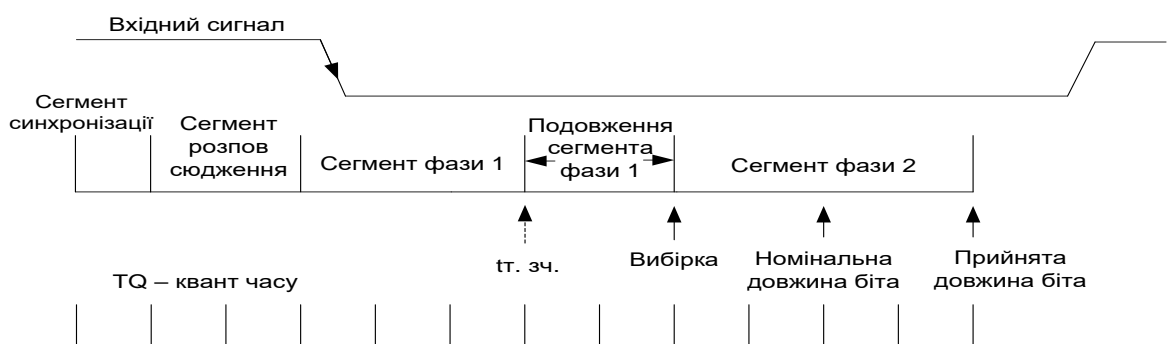 Вхідний сигнал
Сегмент
синхронізації
Сегмент
розпов
сюдження
Сегмент фази 1
Подовження
сегмента
фази 1
Сегмент фази 2
tт. зч.
Вибірка
Номінальна
довжина біта
Прийнята
довжина біта
TQ – квант часу